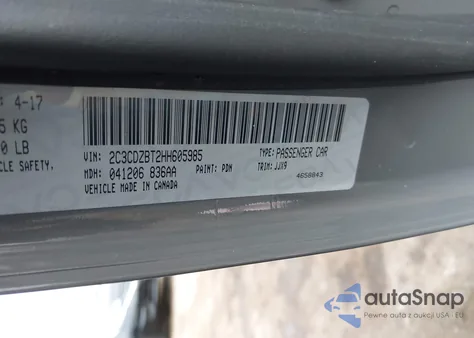 : 4-17
5 KG
0 LB
CLE SAFETY,
VIN: 2C3CDZBT2HH605985
TYPE: PASSENGER CAR
MDH: 041206 836AA
PAINT: PDN
TRIM: JJX9
VEHICLE MADE IN CANADA
4658843
autoSnap
Pewne auta z aukcji USA i EU